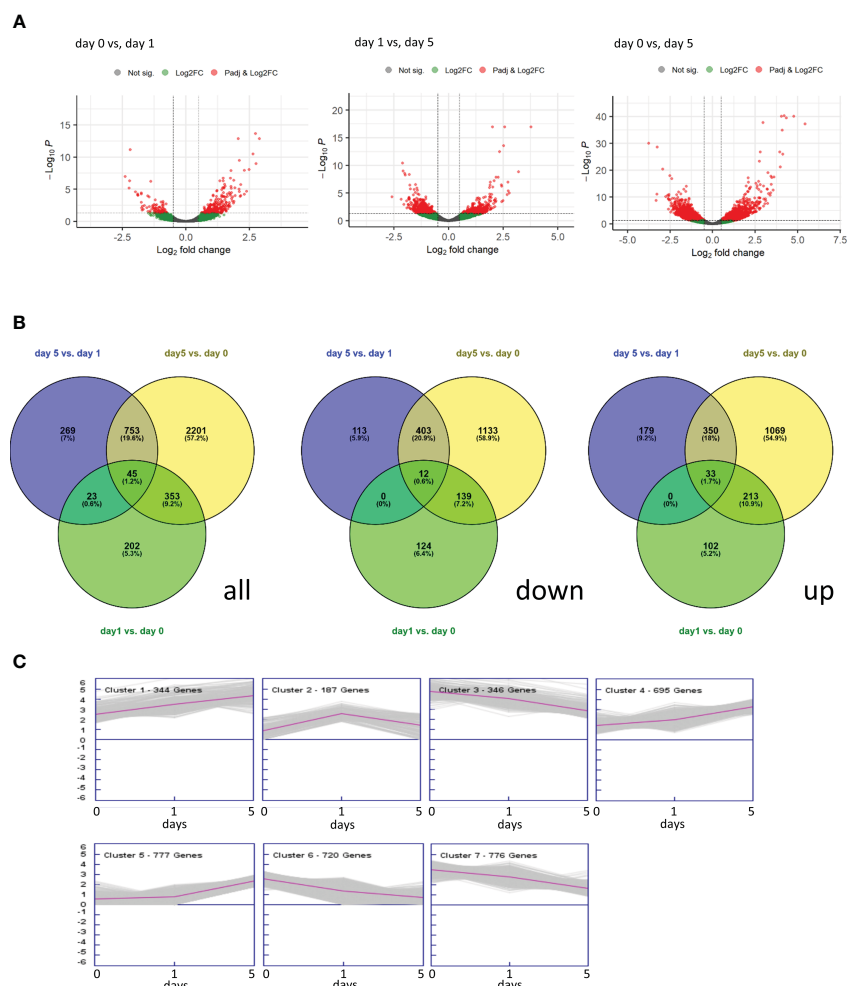 A
day 0 vs, day 1
day 1 vs, day 5
day 0 vs, day 5
Not sig. Log2FC Padj & Log2FC
Not sig. Log2FC Padj & Log2FC
Not sig. Log2FC Padj & Log2FC
−Log10 P
15
10
5
0
-2.5 0.0 2.5
Log2 fold change
−Log10 P
20
15
10
5
0
-2.5 0.0 2.5 5.0
Log2 fold change
−Log10 P
40
30
20
10
0
-5.0 -2.5 0.0 2.5 5.0 7.5
Log2 fold change
B
day 5 vs. day 1 day5 vs. day 0
269
(7%)
753
(19.6%)
2201
(57.2%)
45
(1.2%)
23
(0.6%)
353
(9.2%)
202
(5.3%)
all
day1 vs. day 0
day 5 vs. day 1 day5 vs. day 0
113
(5.9%)
403
(20.9%)
1133
(58.9%)
12
(0.6%)
0
(0%)
139
(7.2%)
124
(6.4%)
down
day1 vs. day 0
day 5 vs. day 1 day5 vs. day 0
179
(9.2%)
350
(18%)
1069
(54.9%)
33
(1.7%)
0
(0%)
213
(10.9%)
102
(5.2%)
up
day1 vs. day 0
C
6
5
4
3
2
1
0
-1
-2
-3
-4
-5
-6
Cluster 1 - 344 Genes
0 1 5
days
Cluster 2 - 187 Genes
0 1 5
days
Cluster 3 - 346 Genes
0 1 5
days
Cluster 4 - 695 Genes
0 1 5
days
6
5
4
3
2
1
0
-1
-2
-3
-4
-5
-6
Cluster 5 - 777 Genes
0 1 5
days
Cluster 6 - 720 Genes
0 1 5
days
Cluster 7 - 776 Genes
0 1 5
days